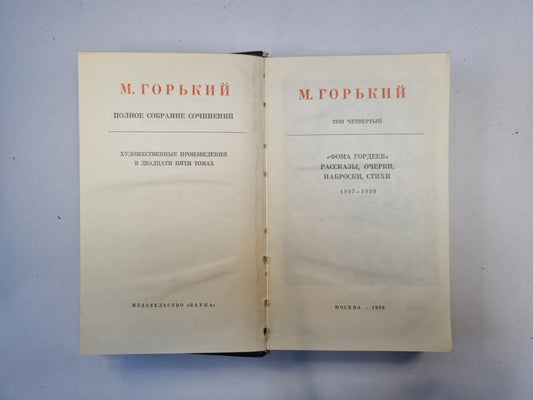 М. ГОРЬКИЙ
ПОЛНОЕ СОБРАНИЕ СОЧИНЕНИЙ
ХУДОЖЕСТВЕННЫЕ ПРОИЗВЕДЕНИЯ
В ДВАДЦАТИ ПЯТИ ТОМАХ
ИЗДАТЕЛЬСТВО «НАУКА»
М. ГОРЬКИЙ
ТОМ ЧЕТВЕРТЫЙ
«ФОМА ГОРДЕЕВ»
РАССКАЗЫ, ОЧЕРКИ,
НАБРОСКИ, СТИХИ
1897–1899
МОСКВА -